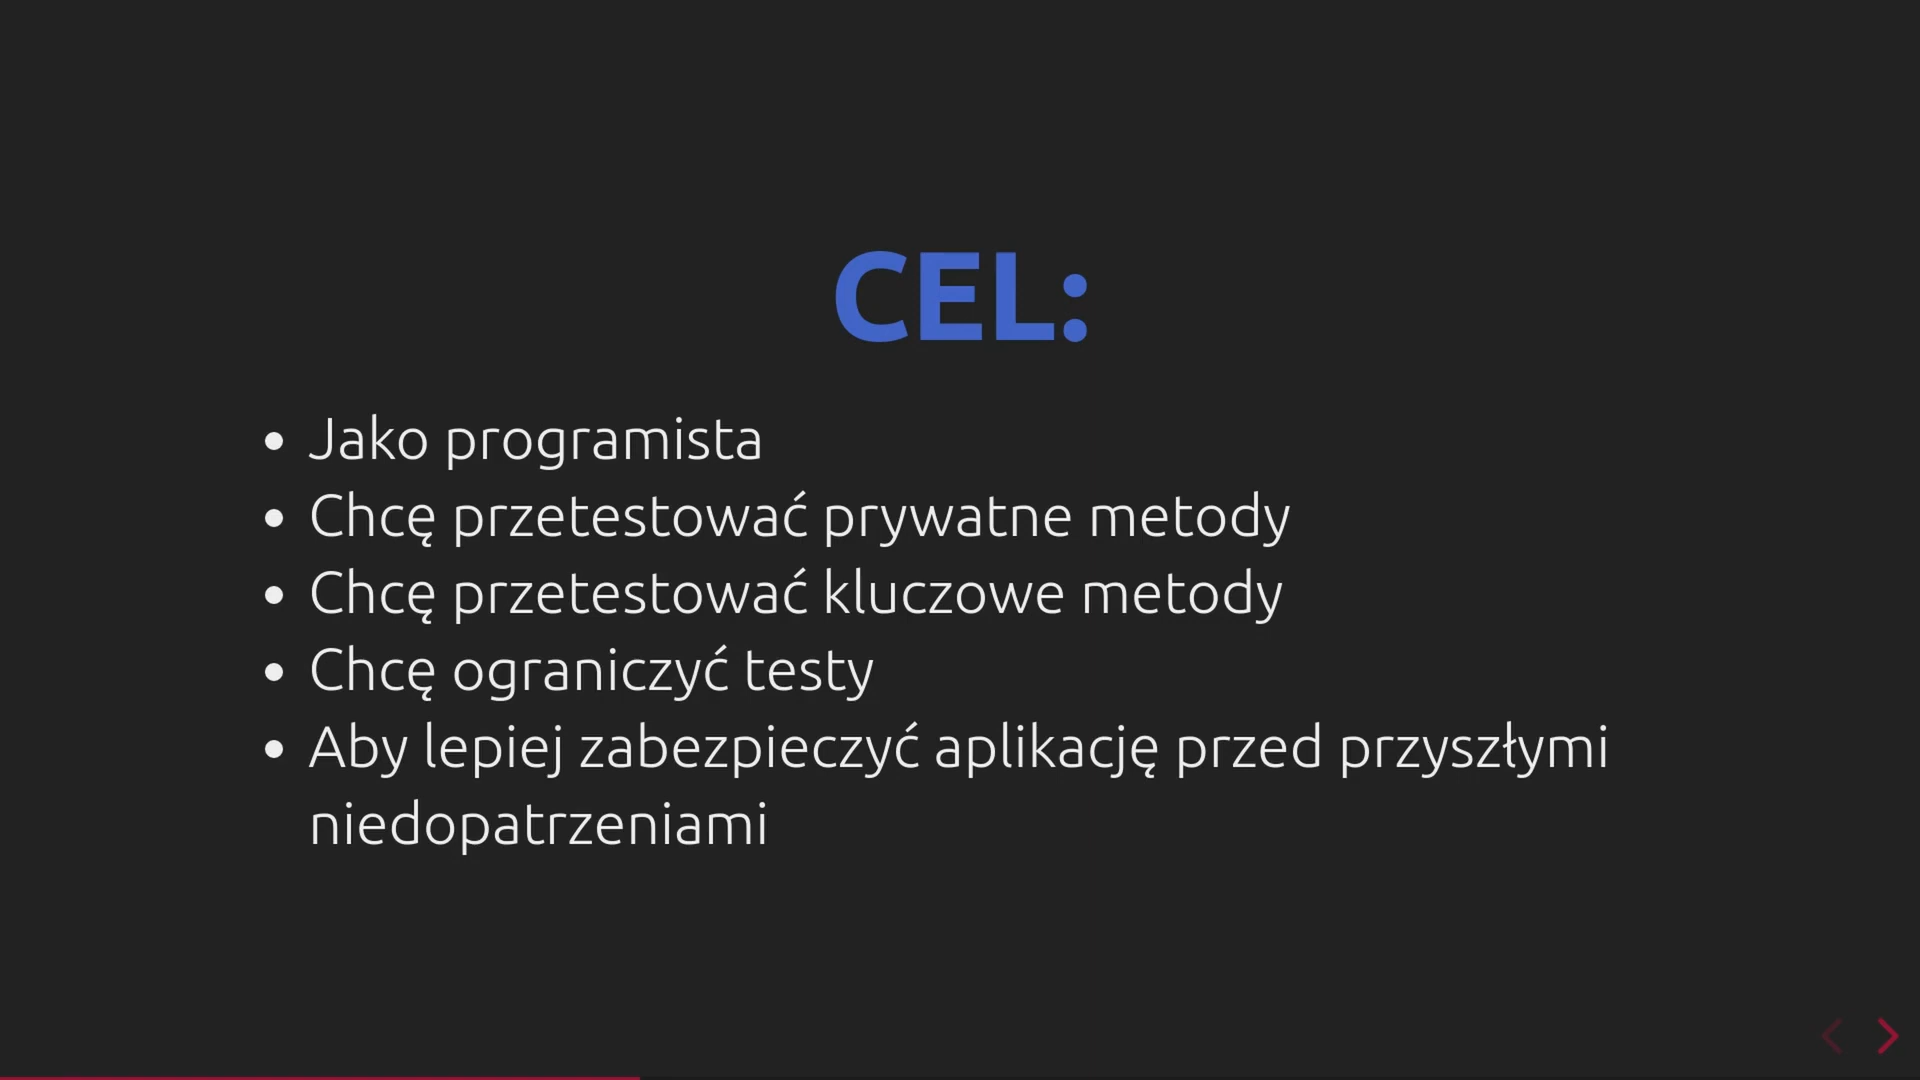 CEL:
Jako programista
Chcę przetestować prywatne metody
Chcę przetestować kluczowe metody
Chcę ograniczyć testy
Aby lepiej zabezpieczyć aplikację przed przyszłymi
niedopatrzeniami